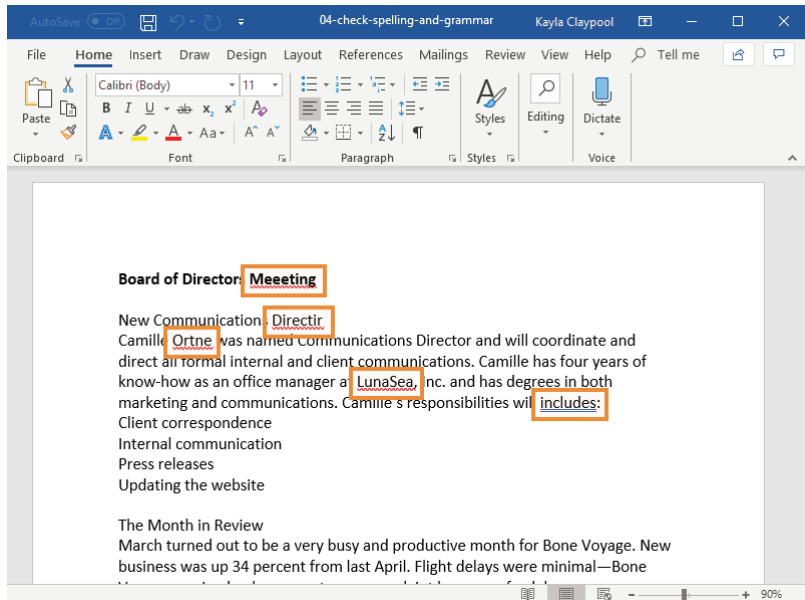 AutoSave Off 04-check-spelling-and-grammar Kayla Claypool
File Home Insert Draw Design Layout References Mailings Review View Help Tell me
Calibri (Body) 11
Paste B I U ab x₂ x² A Styles Editing Dictate
A A Aa A A
Clipboard Font Paragraph Styles Voice
Board of Directors Meeeting
New Communications Directir
Camille Ortne was named Communications Director and will coordinate and
direct all formal internal and client communications. Camille has four years of
know-how as an office manager at LunaSea, Inc. and has degrees in both
marketing and communications. Camille's responsibilities will includes:
Client correspondence
Internal communication
Press releases
Updating the website
The Month in Review
March turned out to be a very busy and productive month for Bone Voyage. New
business was up 34 percent from last April. Flight delays were minimal—Bone
90%